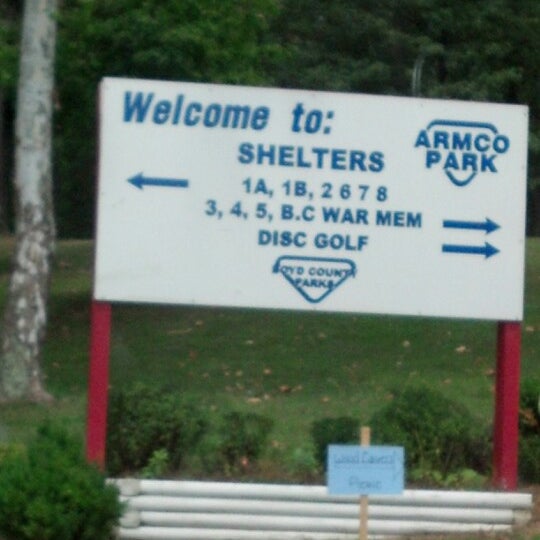 Welcome to:
ARMCO
PARK
SHELTERS
1A, 1B, 2 6 7 8
3, 4, 5, B.C WAR MEM
DISC GOLF
BOYD COUNTY
PARKS
Picnic